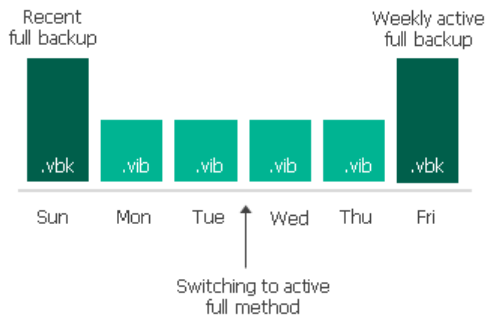 Recent
full backup
Weekly active
full backup
.vbk
.vib
.vib
.vib
.vib
.vbk
Sun
Mon
Tue
Wed
Thu
Fri
Switching to active
full method